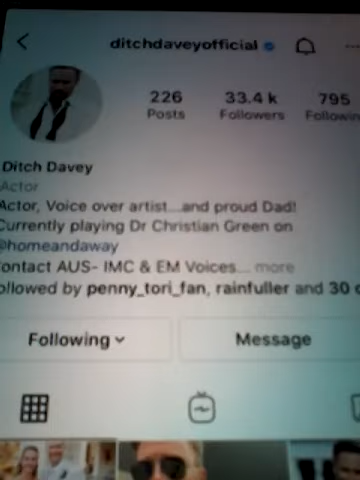 ditchdaveyofficial
226 33.4 k 795
Posts Followers Followin
Ditch Davey
Actor
Actor, Voice over artist...and proud Dad!
Currently playing Dr Christian Green on
@homeandaway
ontact AUS- IMC & EM Voices... more
ollowed by penny_tori_fan, rainfuller and 30 o
Following Message